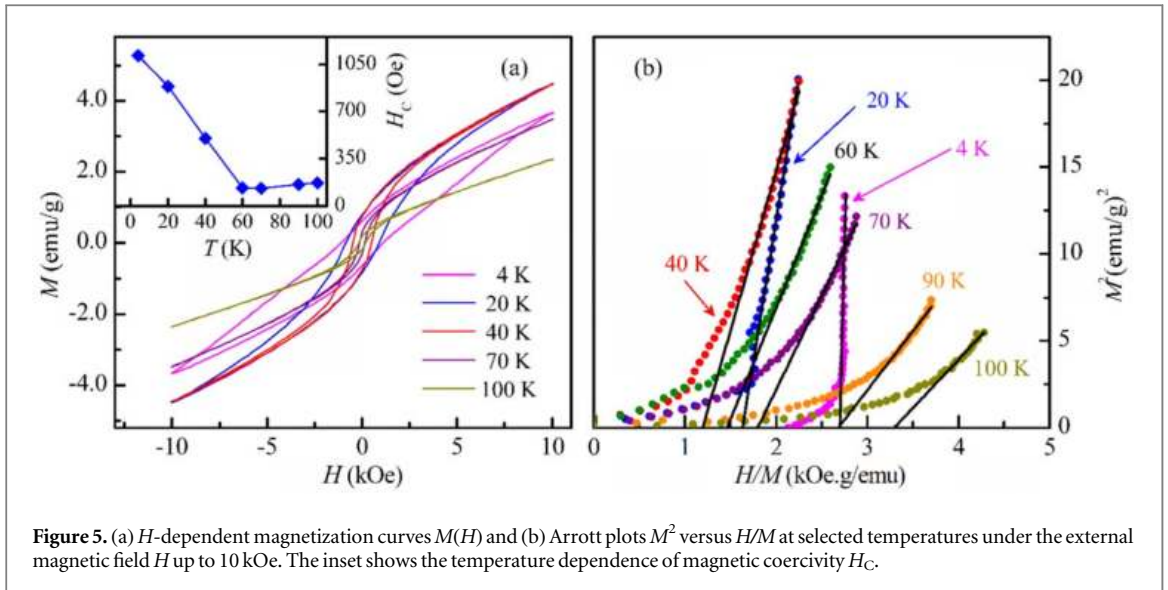 (a)
1050
700
350
0
H_C (Oe)
0 20 40 60 80 100
T (K)
4.0
2.0
0.0
-2.0
-4.0
M (emu/g)
4 K
20 K
40 K
70 K
100 K
-10 -5 0 5 10
H (kOe)
(b)
20 K
60 K
4 K
70 K
40 K
90 K
100 K
20
15
10
5
0
M² (emu/g)²
0 1 2 3 4 5
H/M (kOe.g/emu)
Figure 5. (a) H-dependent magnetization curves M(H) and (b) Arrott plots M² versus H/M at selected temperatures under the external
magnetic field H up to 10 kOe. The inset shows the temperature dependence of magnetic coercivity H_C.